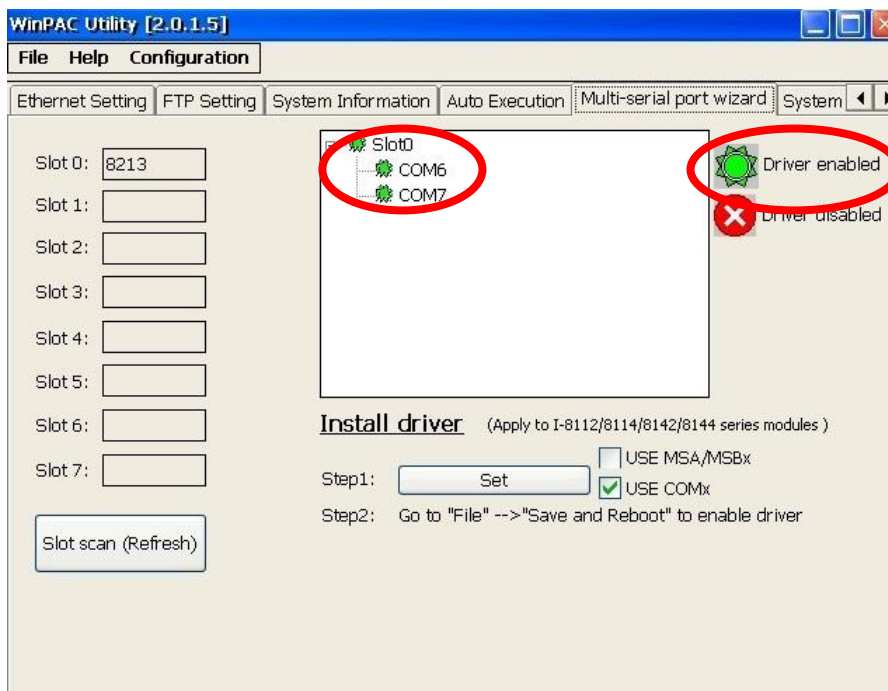 WinPAC Utility [2.0.1.5]
File Help Configuration
Ethernet Setting FTP Setting System Information Auto Execution Multi-serial port wizard System
Slot 0: 8213
Slot 1:
Slot 2:
Slot 3:
Slot 4:
Slot 5:
Slot 6:
Slot 7:
Slot scan (Refresh)
Slot0
COM6
COM7
Driver enabled
Driver disabled
Install driver (Apply to I-8112/8114/8142/8144 series modules )
USE MSA/MSBx
Step1: Set
USE COMx
Step2: Go to "File" -->"Save and Reboot" to enable driver